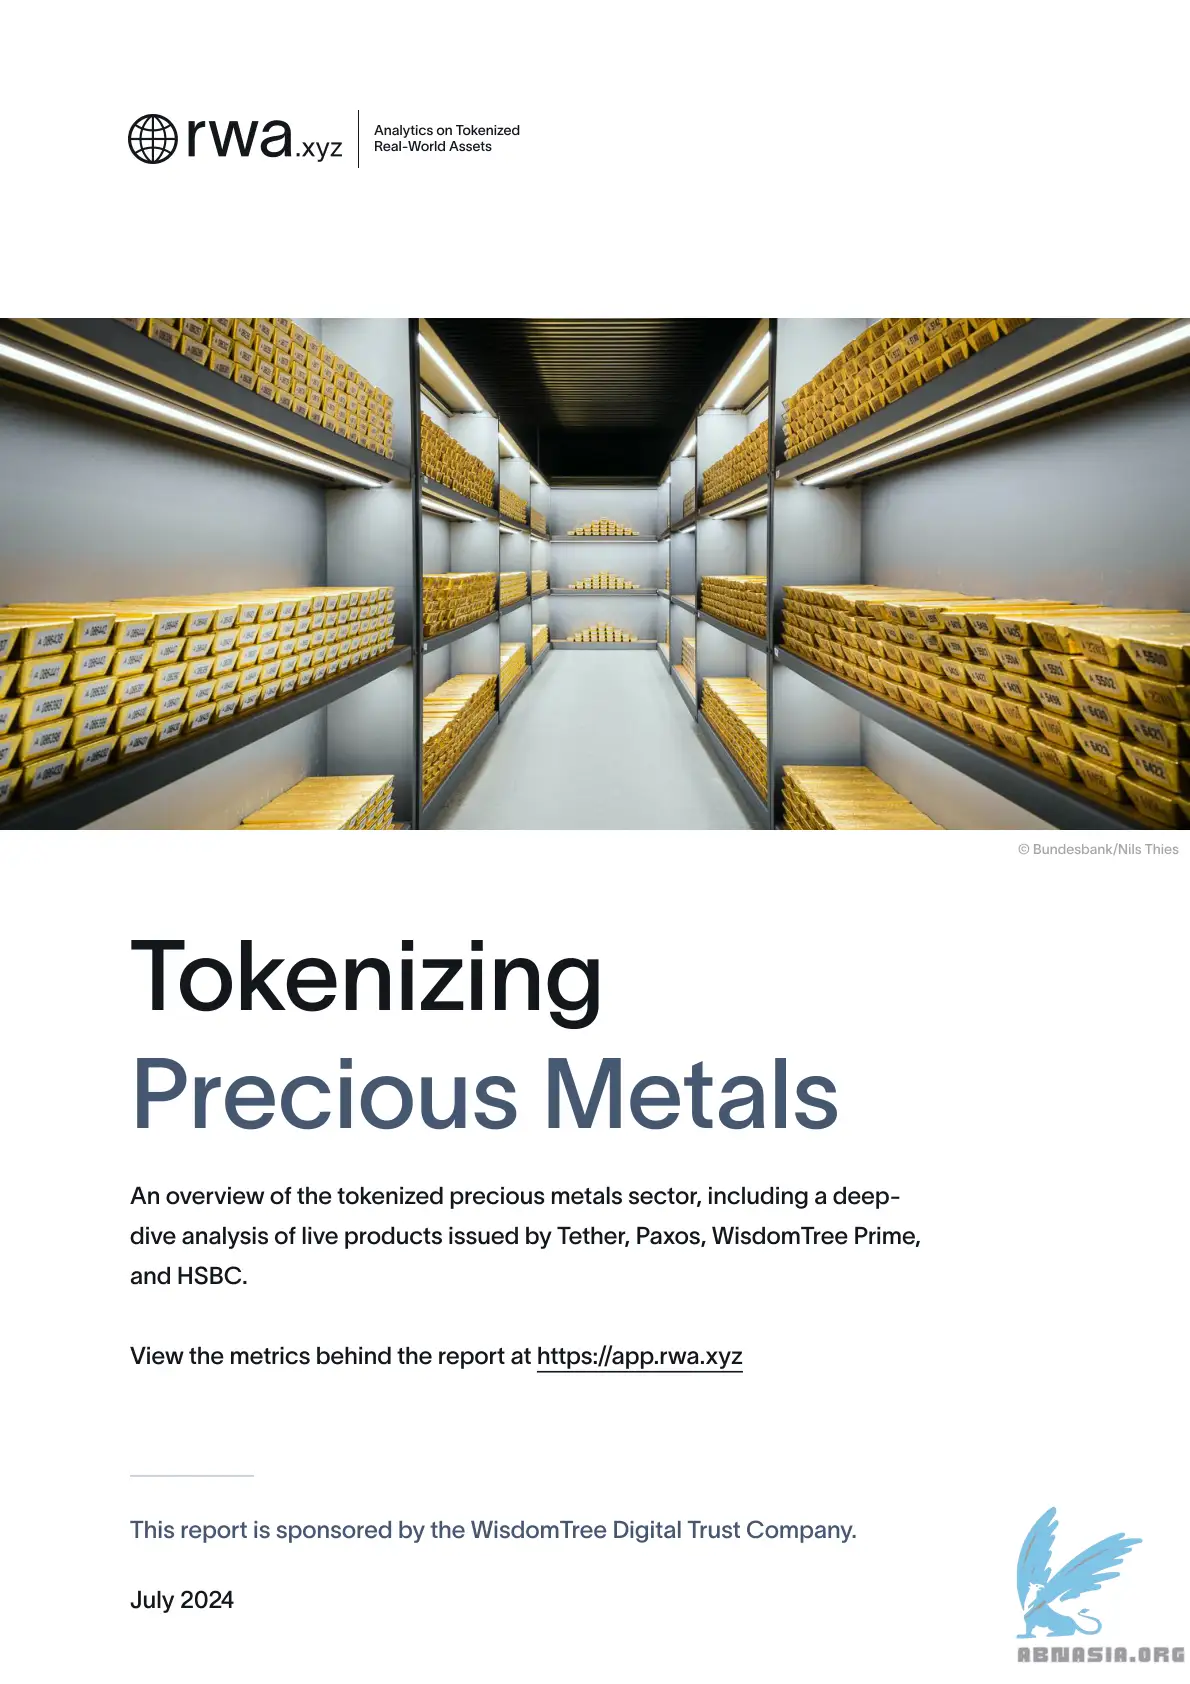 rwa.xyz
Analytics on Tokenized
Real-World Assets
© Bundesbank/Nils Thies
Tokenizing
Precious Metals
An overview of the tokenized precious metals sector, including a deep-
dive analysis of live products issued by Tether, Paxos, WisdomTree Prime,
and HSBC.
View the metrics behind the report at https://app.rwa.xyz
This report is sponsored by the WisdomTree Digital Trust Company.
July 2024
ABNASIA.ORG